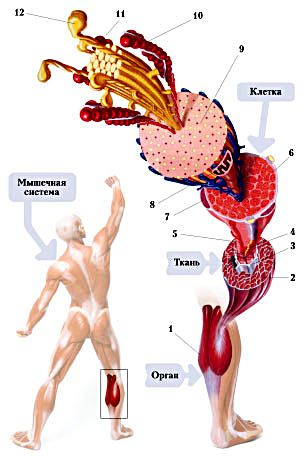 12
11
10
9
Клетка
6
8
7
Мышечная
система
5
4
3
Ткань
2
1
Орган